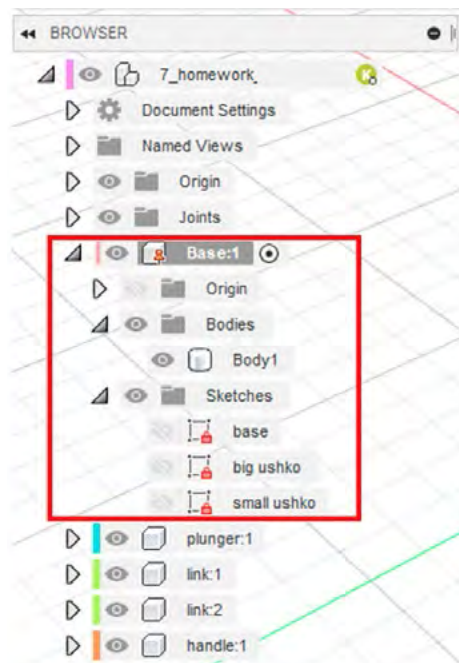 BROWSER
7_homework_
Document Settings
Named Views
Origin
Joints
Base:1
Origin
Bodies
Body1
Sketches
base
big ushko
small ushko
plunger:1
link:1
link:2
handle:1